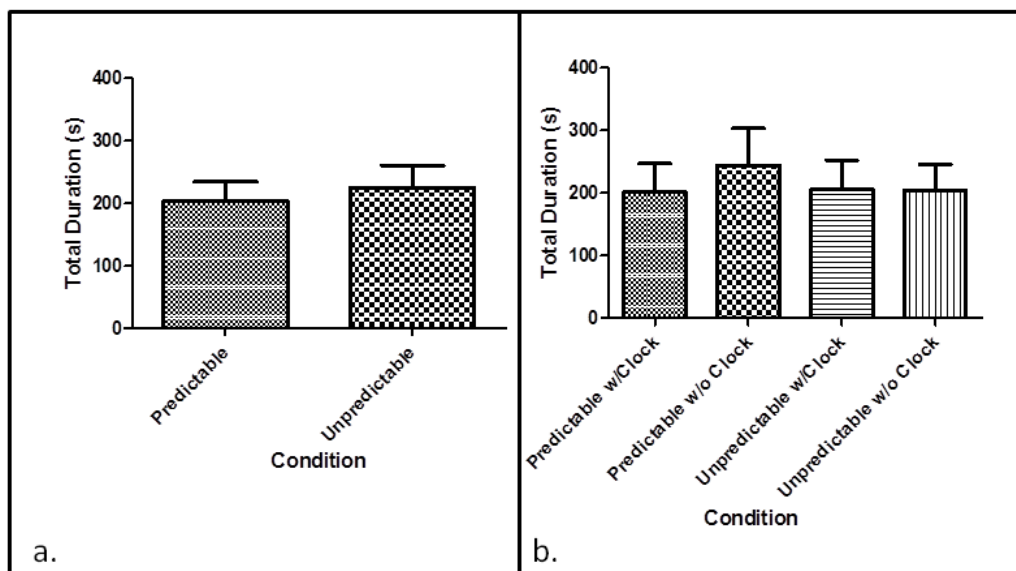 400
300
200
100
0
Total Duration (s)
Predictable
Unpredictable
Condition
a.
400
300
200
100
0
Total Duration (s)
Predictable w/Clock
Predictable w/o Clock
Unpredictable w/Clock
Unpredictable w/o Clock
Condition
b.